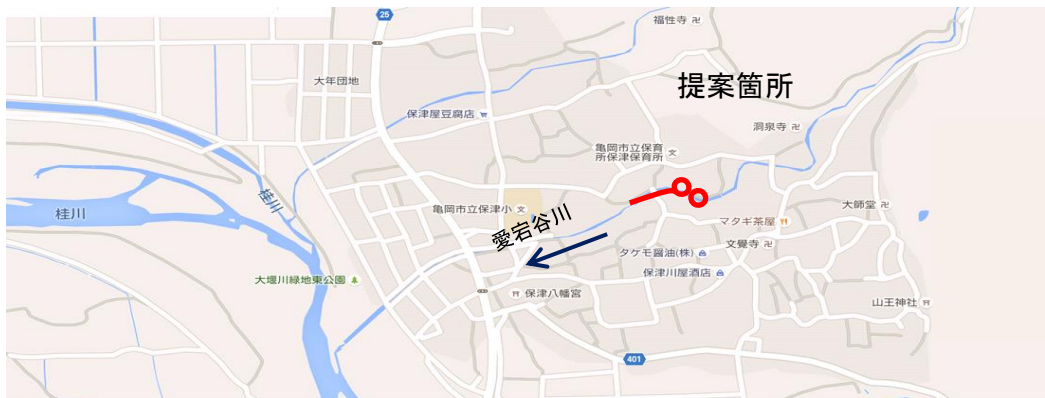 25
福性寺
大年団地
提案箇所
保津屋豆腐店
洞泉寺
亀岡市立保育
所保津保育所
桂川
桂川
亀岡市立保津小
愛宕谷川
大師堂
マタギ茶屋
文覺寺
タケモ醤油(株)
保津川屋酒店
大堰川緑地東公園
保津八幡宮
山王神社
401